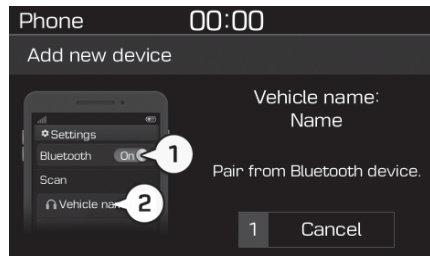 Phone 00:00
Add new device
Settings
Bluetooth On
1
Scan
Vehicle
2
Vehicle name:
Name
Pair from Bluetooth device.
1 Cancel